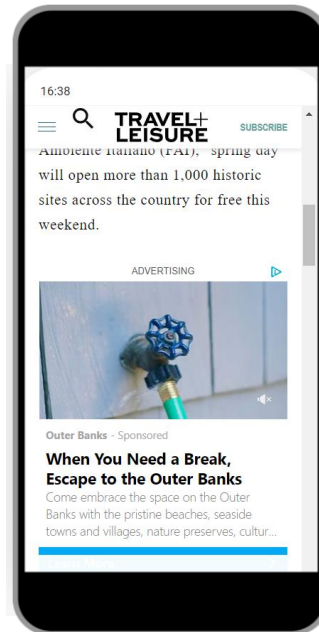 16:38
TRAVEL+
LEISURE
SUBSCRIBE
Ambiente Italiano (FAI), spring day
will open more than 1,000 historic
sites across the country for free this
weekend.
ADVERTISING
Outer Banks - Sponsored
When You Need a Break,
Escape to the Outer Banks
Come embrace the space on the Outer
Banks with the pristine beaches, seaside
towns and villages, nature preserves, cultur...